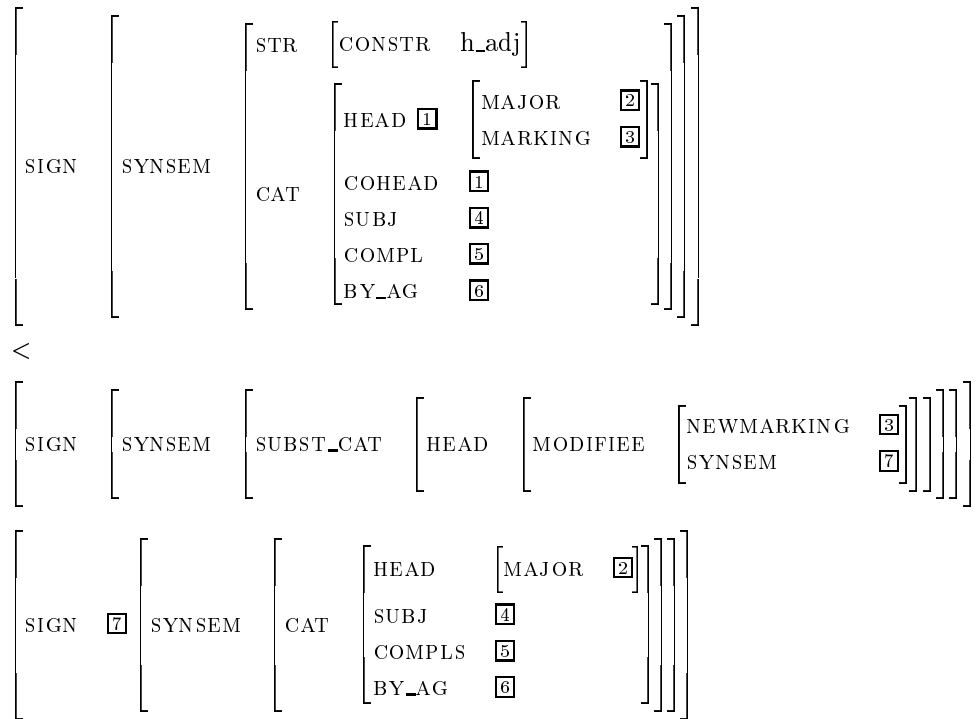 STR CONSTR h_adj
MAJOR 2
HEAD 1
MARKING 3
SIGN SYNSEM
COHEAD 1
CAT
SUBJ 4
COMPL 5
BY_AG 6
<
NEWMARKING 3
SIGN SYNSEM SUBST_CAT HEAD MODIFIEE
SYNSEM 7
HEAD MAJOR 2
SUBJ 4
SIGN 7 SYNSEM CAT
COMPLS 5
BY_AG 6